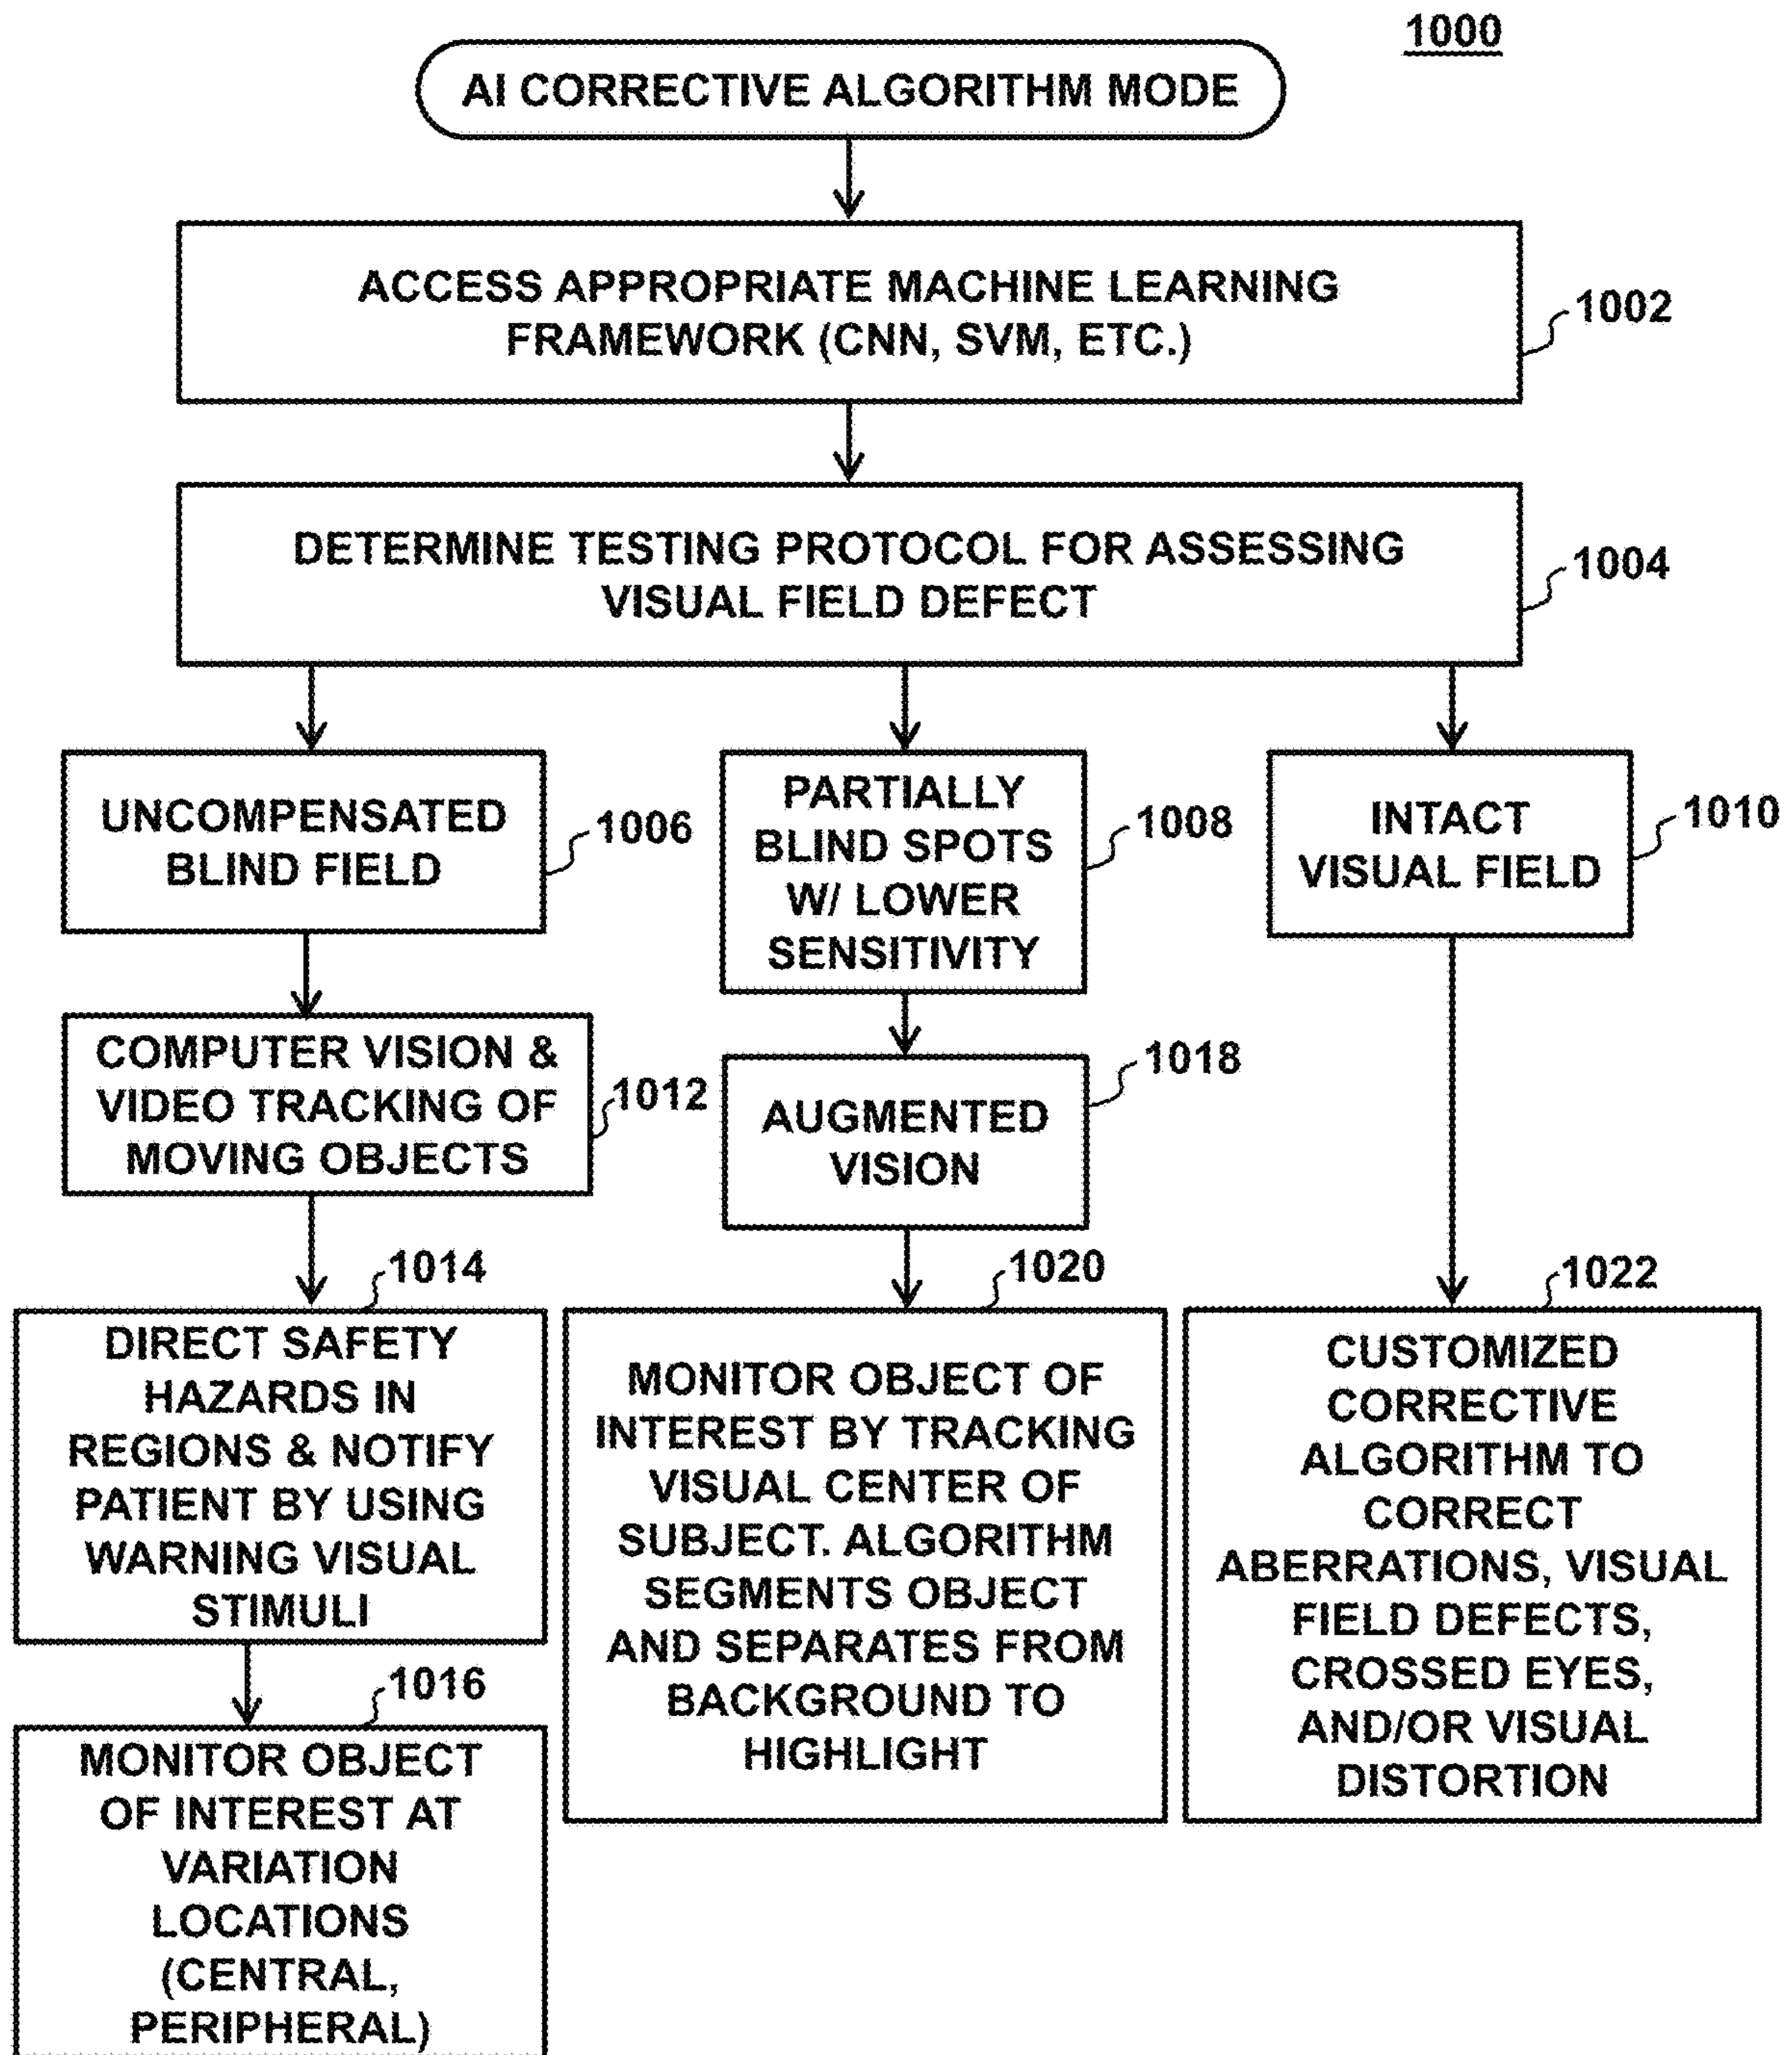 1000
AI CORRECTIVE ALGORITHM MODE
ACCESS APPROPRIATE MACHINE LEARNING
FRAMEWORK (CNN, SVM, ETC.)
1002
DETERMINE TESTING PROTOCOL FOR ASSESSING
VISUAL FIELD DEFECT
1004
UNCOMPENSATED
BLIND FIELD
1006
PARTIALLY
BLIND SPOTS
W/ LOWER
SENSITIVITY
1008
INTACT
VISUAL FIELD
1010
COMPUTER VISION &
VIDEO TRACKING OF
MOVING OBJECTS
1012
AUGMENTED
VISION
1018
1014
DIRECT SAFETY
HAZARDS IN
REGIONS & NOTIFY
PATIENT BY USING
WARNING VISUAL
STIMULI
1020
MONITOR OBJECT OF
INTEREST BY TRACKING
VISUAL CENTER OF
SUBJECT. ALGORITHM
SEGMENTS OBJECT
AND SEPARATES FROM
BACKGROUND TO
HIGHLIGHT
1022
CUSTOMIZED
CORRECTIVE
ALGORITHM TO
CORRECT
ABERRATIONS, VISUAL
FIELD DEFECTS,
CROSSED EYES,
AND/OR VISUAL
DISTORTION
1016
MONITOR OBJECT
OF INTEREST AT
VARIATION
LOCATIONS
(CENTRAL,
PERIPHERAL)